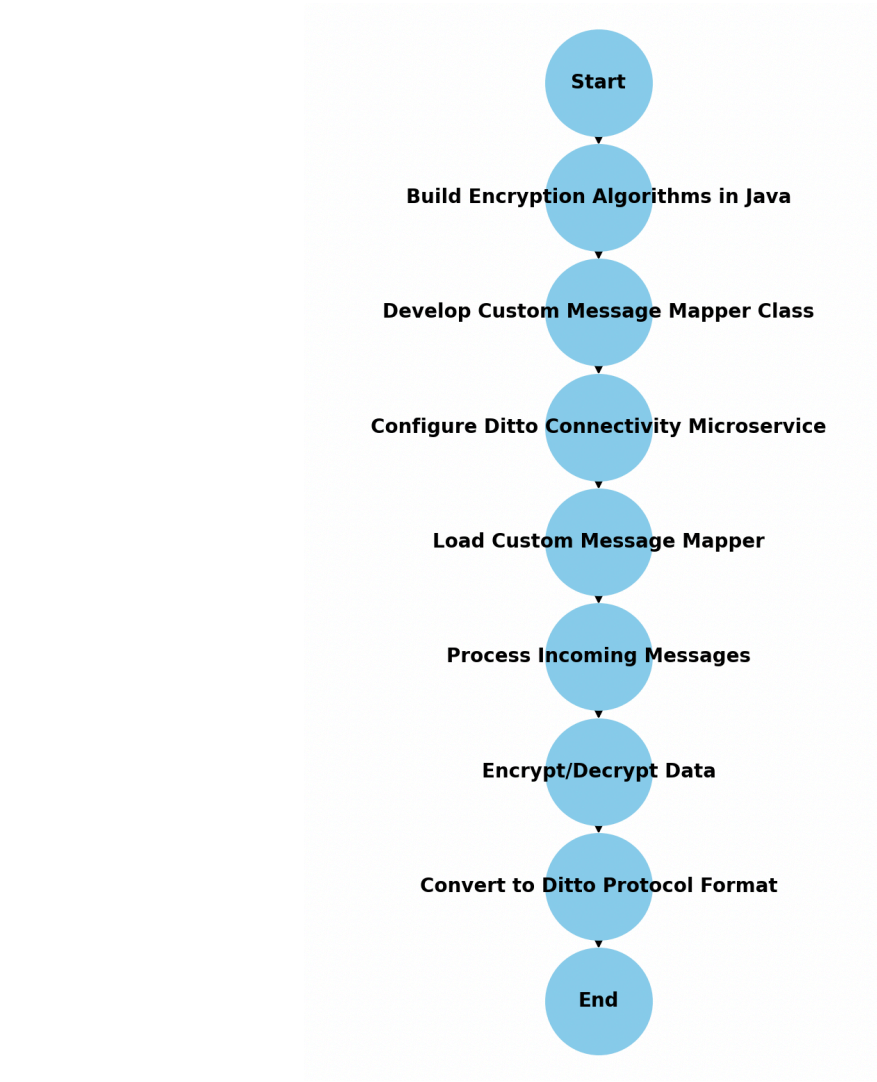 Start
Build Encryption Algorithms in Java
Develop Custom Message Mapper Class
Configure Ditto Connectivity Microservice
Load Custom Message Mapper
Process Incoming Messages
Encrypt/Decrypt Data
Convert to Ditto Protocol Format
End